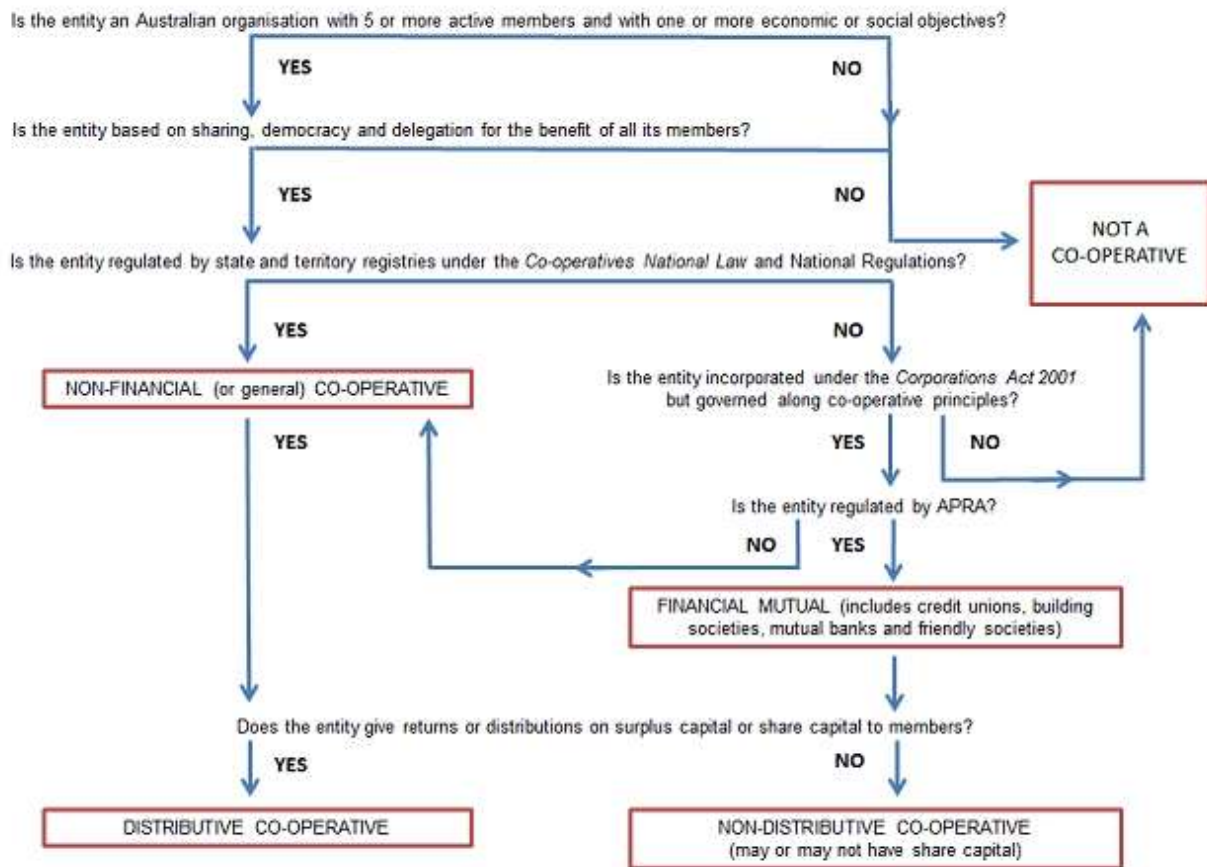 Is the entity an Australian organisation with 5 or more active members and with one or more economic or social objectives?
YES
NO
Is the entity based on sharing, democracy and delegation for the benefit of all its members?
YES
NO
NOT A
CO-OPERATIVE
Is the entity regulated by state and territory registries under the Co-operatives National Law and National Regulations?
YES
NO
NON-FINANCIAL (or general) CO-OPERATIVE
Is the entity incorporated under the Corporations Act 2001
but governed along co-operative principles?
YES
YES
NO
Is the entity regulated by APRA?
NO
YES
FINANCIAL MUTUAL (includes credit unions, building
societies, mutual banks and friendly societies)
Does the entity give returns or distributions on surplus capital or share capital to members?
YES
NO
DISTRIBUTIVE CO-OPERATIVE
NON-DISTRIBUTIVE CO-OPERATIVE
(may or may not have share capital)